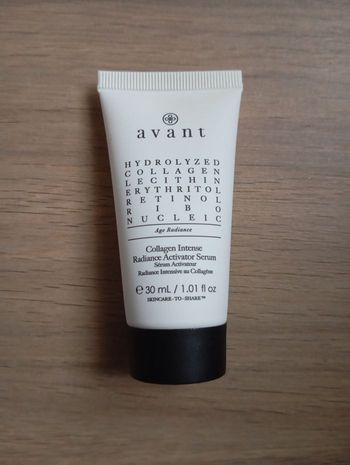 avant
HYDROLYZED
COLLAGEN
LECITHIN
ERYTHRITOL
RETINOL
RIBO
NUCLEIC
Age Radiance
Collagen Intense
Radiance Activator Serum
Sérum Activateur
Radiance Intensive au Collagène
℮ 30 mL / 1.01 fl oz
SKINCARE-TO-SHARE™